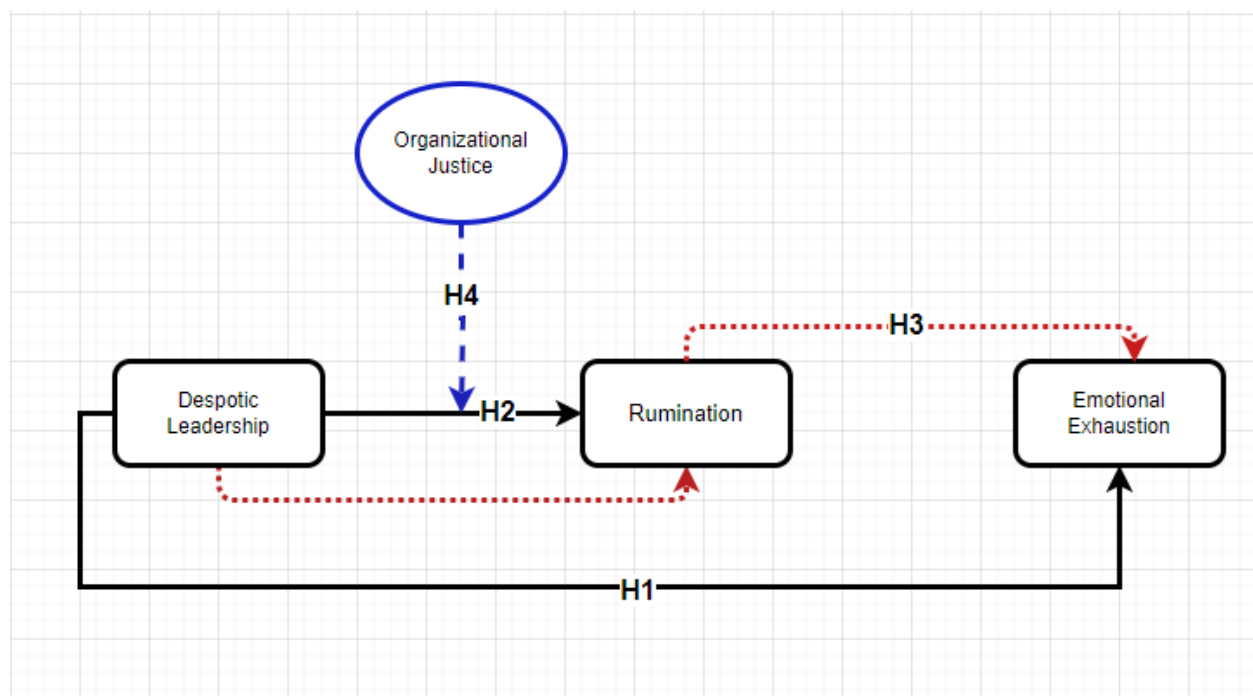 Organizational
Justice
H4
H3
Despotic
Leadership
H2
Rumination
Emotional
Exhaustion
H1